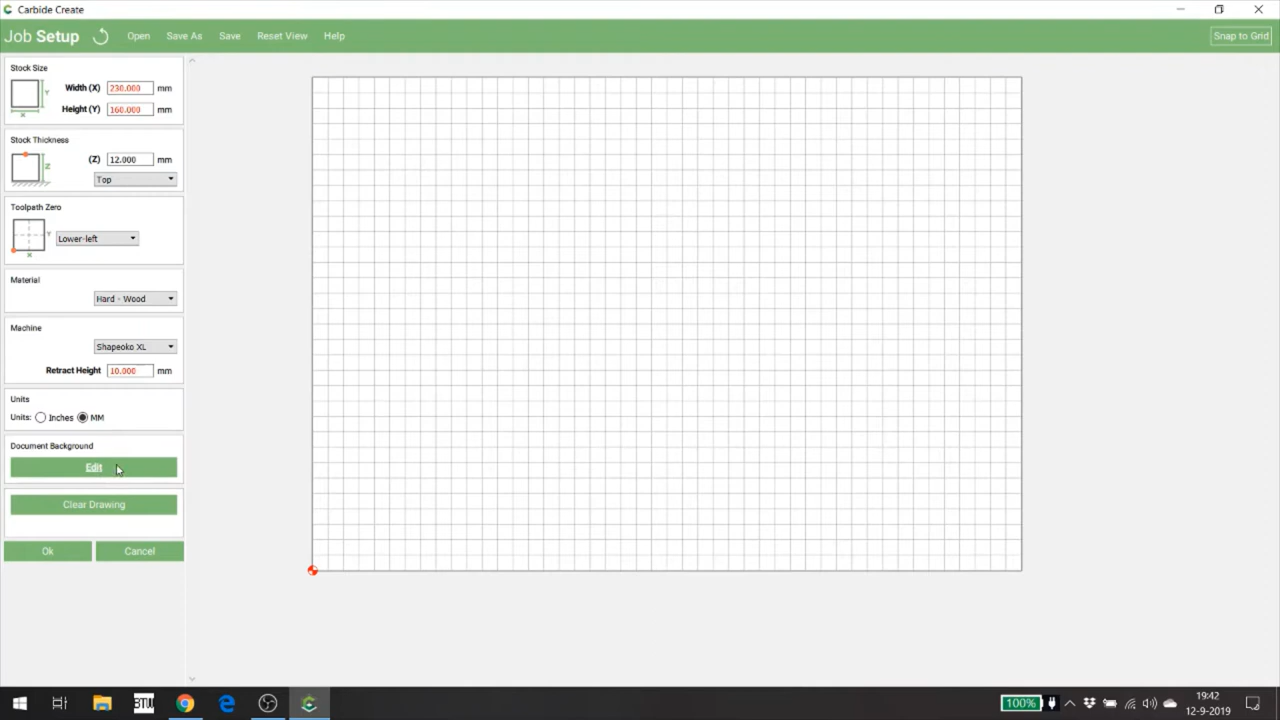 Carbide Create
Job Setup Open Save As Save Reset View Help Snap to Grid
Stock Size
Width (X) 230.000 mm
Height (Y) 160.000 mm
Y
X
Stock Thickness
(Z) 12.000 mm
Z
Top
Toolpath Zero
Y
Lower-left
X
Material
Hard - Wood
Machine
Shapeoko XL
Retract Height 10.000 mm
Units
Units: Inches MM
Document Background
Edit
Clear Drawing
Ok Cancel
BTW
100%
19:42
12-9-2019